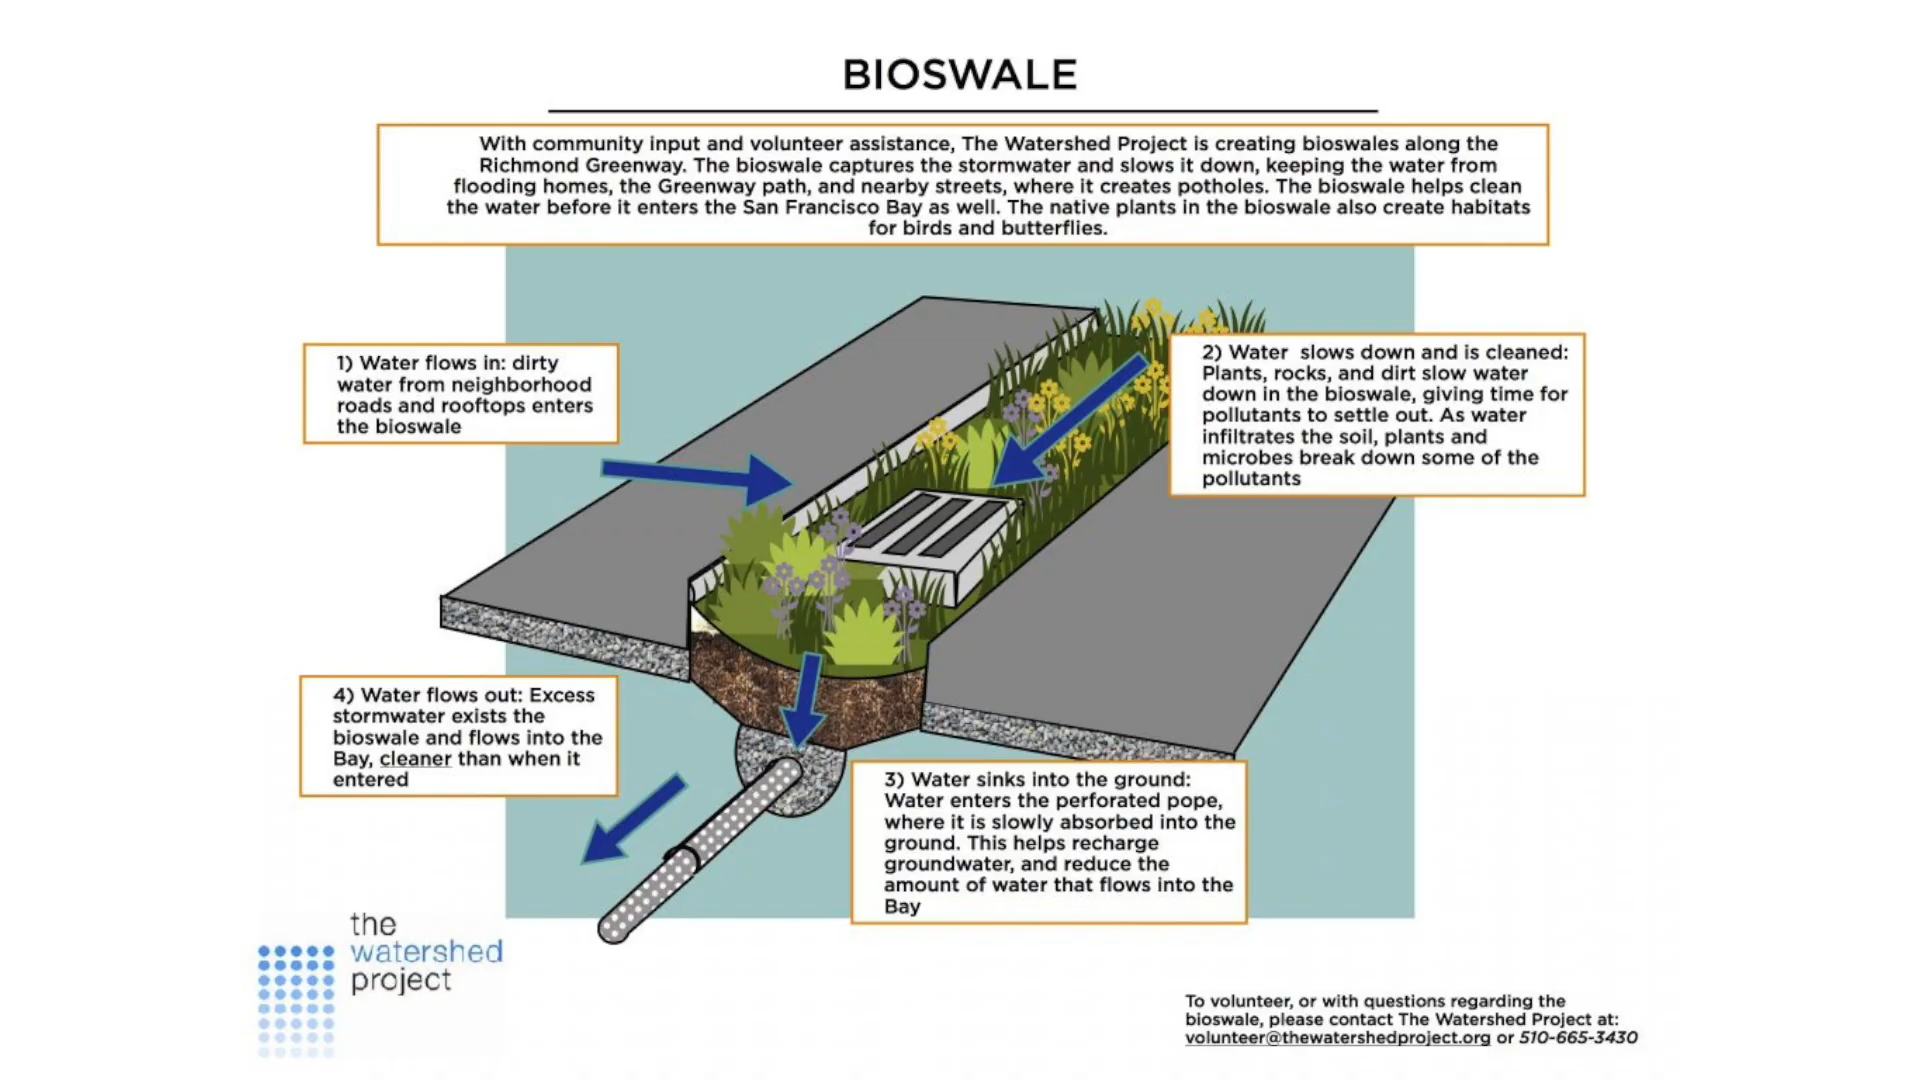 BIOSWALE
With community input and volunteer assistance, The Watershed Project is creating bioswales along the
Richmond Greenway. The bioswale captures the stormwater and slows it down, keeping the water from
flooding homes, the Greenway path, and nearby streets, where it creates potholes. The bioswale helps clean
the water before it enters the San Francisco Bay as well. The native plants in the bioswale also create habitats
for birds and butterflies.
1) Water flows in: dirty
water from neighborhood
roads and rooftops enters
the bioswale
2) Water slows down and is cleaned:
Plants, rocks, and dirt slow water
down in the bioswale, giving time for
pollutants to settle out. As water
infiltrates the soil, plants and
microbes break down some of the
pollutants
3) Water sinks into the ground:
Water enters the perforated pope,
where it is slowly absorbed into the
ground. This helps recharge
groundwater, and reduce the
amount of water that flows into the
Bay
4) Water flows out: Excess
stormwater exists the
bioswale and flows into the
Bay, cleaner than when it
entered
the
watershed
project
To volunteer, or with questions regarding the
bioswale, please contact The Watershed Project at:
volunteer@thewatershedproject.org or 510-665-3430